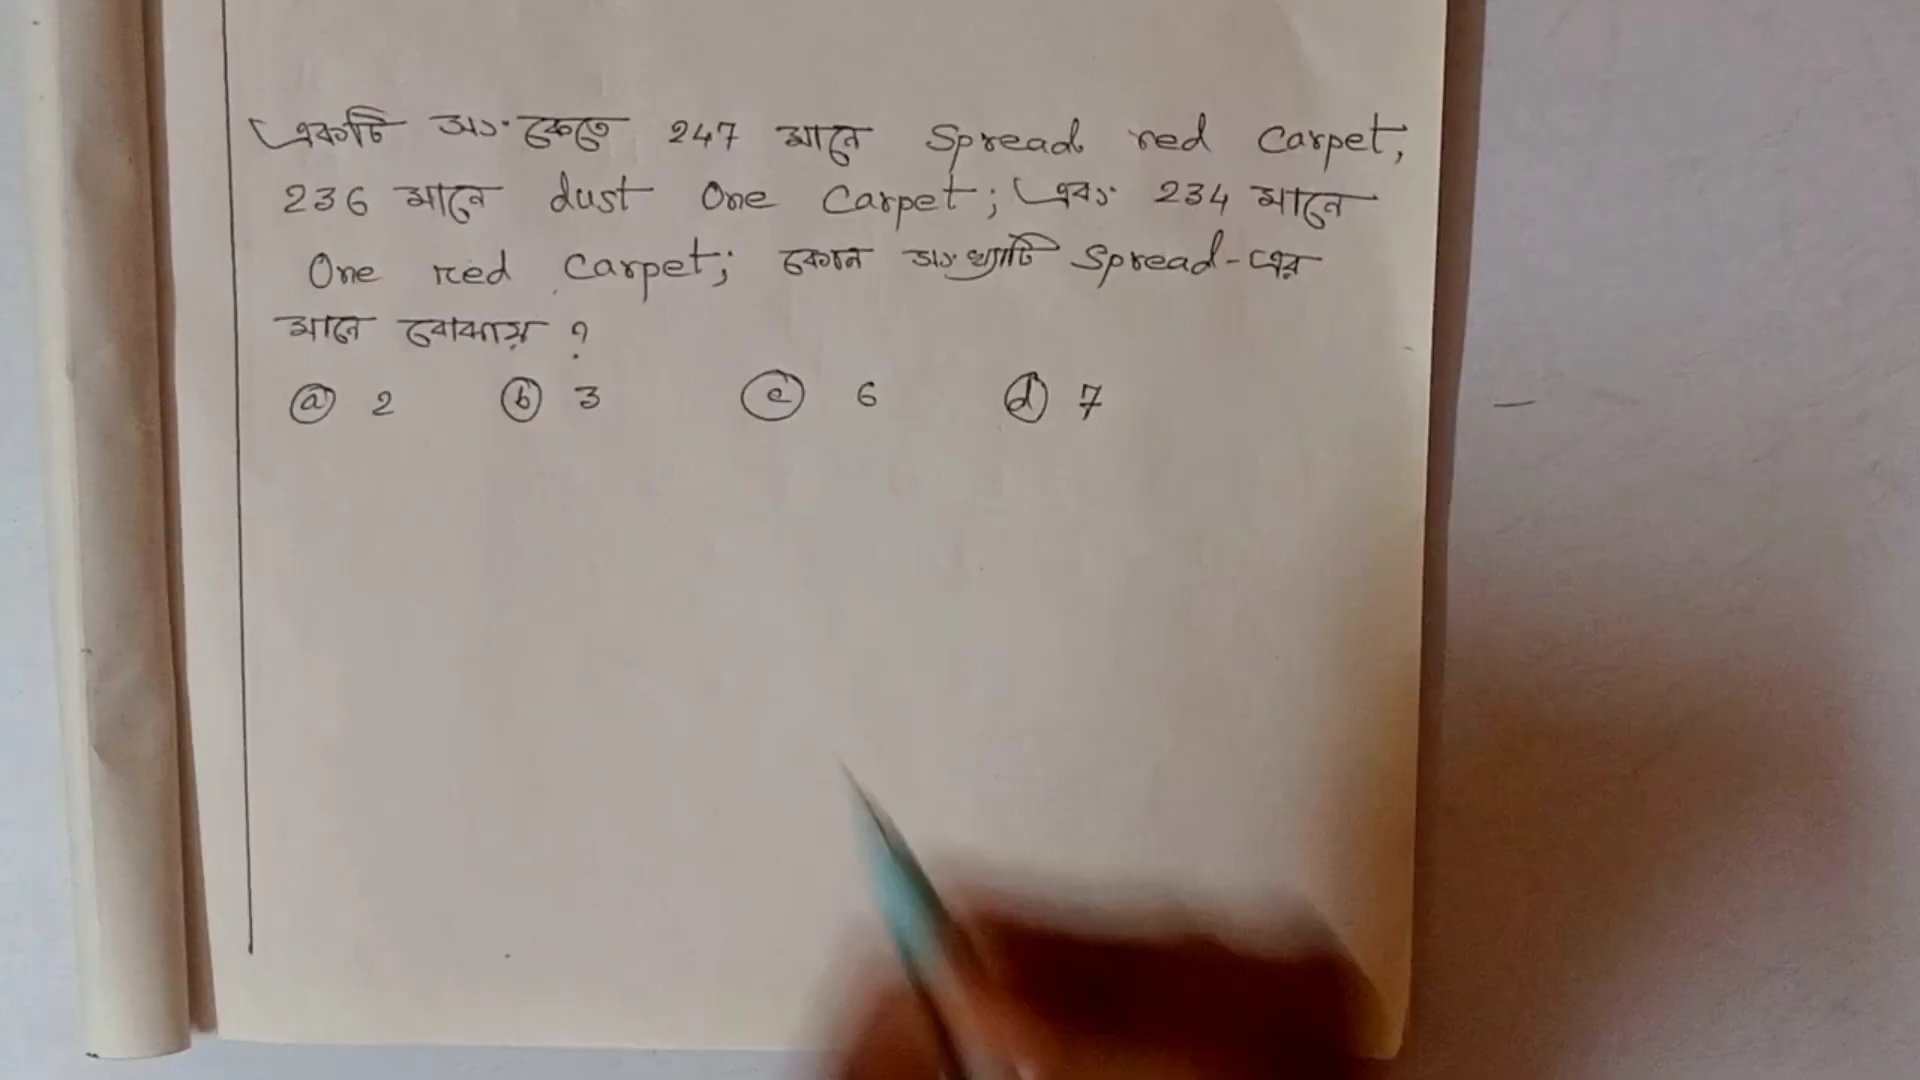 একটি সংকেতে 247 মানে Spread red carpet,
236 মানে dust One Carpet; এবং 234 মানে
One red Carpet; কোন সংখ্যাটি Spread-এর
মানে বোঝায় ?
ⓐ 2 ⓑ 3 ⓒ 6 ⓓ 7